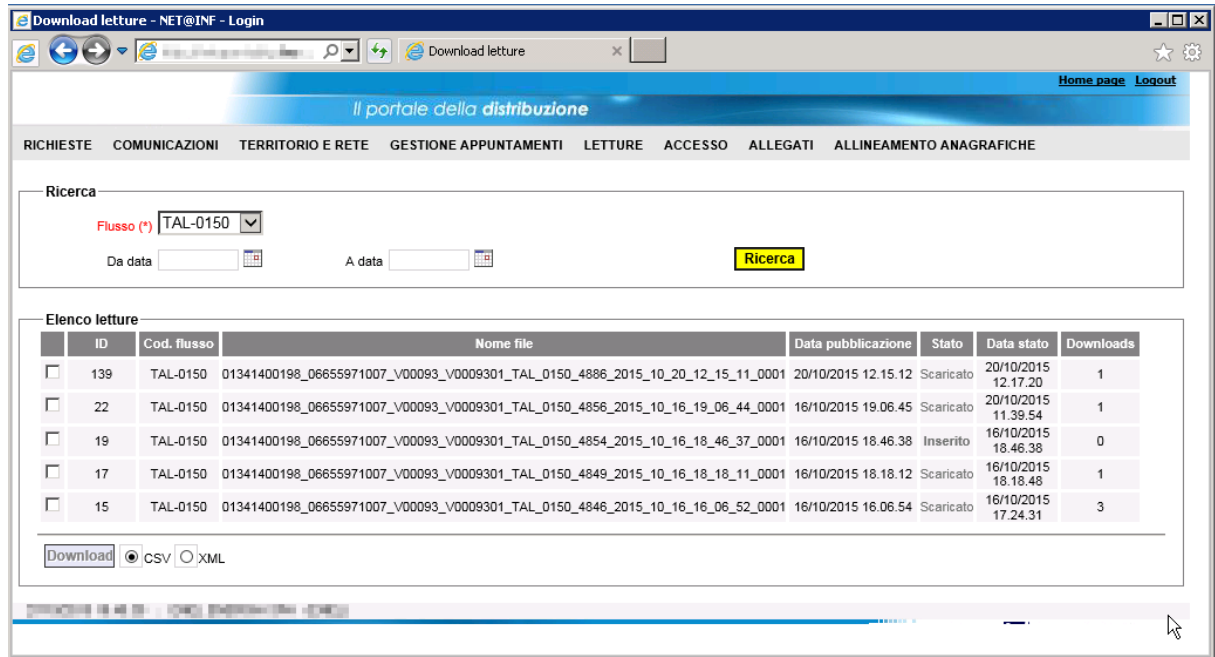 Download letture - NET@INF - Login
Download letture
Home page Logout
Il portale della distribuzione
RICHIESTE COMUNICAZIONI TERRITORIO E RETE GESTIONE APPUNTAMENTI LETTURE ACCESSO ALLEGATI ALLINEAMENTO ANAGRAFICHE
Ricerca
Flusso (*) TAL-0150
Da data A data Ricerca
Elenco letture
ID Cod. flusso Nome file Data pubblicazione Stato Data stato Downloads
139 TAL-0150 01341400198_06655971007_V00093_V0009301_TAL_0150_4886_2015_10_20_12_15_11_0001 20/10/2015 12.15.12 Scaricato 20/10/2015 12.17.20 1
22 TAL-0150 01341400198_06655971007_V00093_V0009301_TAL_0150_4856_2015_10_16_19_06_44_0001 16/10/2015 19.06.45 Scaricato 20/10/2015 11.39.54 1
19 TAL-0150 01341400198_06655971007_V00093_V0009301_TAL_0150_4854_2015_10_16_18_46_37_0001 16/10/2015 18.46.38 Inserito 16/10/2015 18.46.38 0
17 TAL-0150 01341400198_06655971007_V00093_V0009301_TAL_0150_4849_2015_10_16_18_18_11_0001 16/10/2015 18.18.12 Scaricato 16/10/2015 18.18.48 1
15 TAL-0150 01341400198_06655971007_V00093_V0009301_TAL_0150_4846_2015_10_16_16_06_52_0001 16/10/2015 16.06.54 Scaricato 16/10/2015 17.24.31 3
Download CSV XML